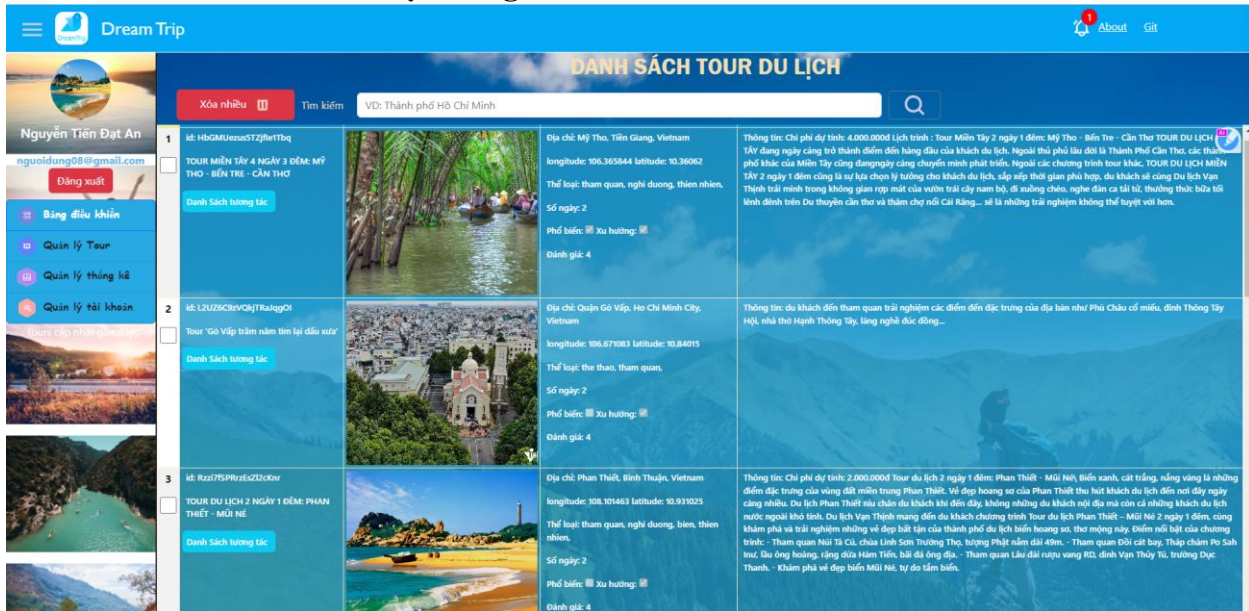 Dream Trip
1
About
Git
DANH SÁCH TOUR DU LỊCH
Xóa nhiều
Tìm kiếm
VD: Thành phố Hồ Chí Minh
Nguyễn Tiến Đạt An
nguoidung08@gmail.com
Đăng xuất
Bảng điều khiển
Quản lý Tour
Quản lý thống kê
Quản lý tài khoản
Tours cập nhật gần đây
1
id: HbGMUezusSTZjfle1Tbq
TOUR MIỀN TÂY 4 NGÀY 3 ĐÊM: MỸ
THO - BẾN TRE - CẦN THƠ
Danh Sách tương tác
Địa chỉ: Mỹ Tho, Tiền Giang, Vietnam
longitude: 106.365844 latitude: 10.36062
Thể loại: tham quan, nghi duong, thien nhien,
Số ngày: 2
Phổ biến: Xu hướng:
Đánh giá: 4
Thông tin: Chi phí dự tính: 4.000.000đ Lịch trình : Tour Miền Tây 2 ngày 1 đêm: Mỹ Tho - Bến Tre - Cần Thơ TOUR DU LỊCH
TÂY đang ngày càng trở thành điểm đến hàng đầu của khách du lịch. Ngoài thủ phủ lâu đời là Thành Phố Cần Thơ, các thành
phố khác của Miền Tây cũng đangngày càng chuyển minh phát triển. Ngoài các chương trình tour khác, TOUR DU LỊCH MIỀN
TÂY 2 ngày 1 đêm cũng là sự lựa chọn lý tưởng cho khách du lịch, sắp xếp thời gian phù hợp, du khách sẽ cùng Du lịch Vạn
Thịnh trải minh trong không gian rợp mát của vườn trái cây nam bộ, đi xuồng chèo, nghe đàn ca tài tử, thưởng thức bữa tối
lênh đênh trên Du thuyền cần thơ và thăm chợ nổi Cái Răng... sẽ là những trải nghiệm không thể tuyệt vời hơn.
2
id: L2UZ6C9zVQkjTRaJqgOI
Tour 'Gò Vấp trăm năm tìm lại dấu xưa'
Danh Sách tương tác
Địa chỉ: Quận Gò Vấp, Ho Chi Minh City,
Vietnam
longitude: 106.671083 latitude: 10.84015
Thể loại: the thao, tham quan,
Số ngày: 2
Phổ biến: Xu hướng:
Đánh giá: 4
Thông tin: du khách đến tham quan trải nghiệm các điểm đến đặc trưng của địa bàn như Phù Châu cổ miếu, đình Thông Tây
Hội, nhà thờ Hạnh Thông Tây, làng nghề đúc đồng...
3
id: Rzzi7fSPRrzEsZl2cKnr
TOUR DU LỊCH 2 NGÀY 1 ĐÊM: PHAN
THIẾT - MŨI NÉ
Danh Sách tương tác
Địa chỉ: Phan Thiết, Bình Thuận, Vietnam
longitude: 108.101463 latitude: 10.931025
Thể loại: tham quan, nghi duong, bien, thien
nhien,
Số ngày: 2
Phổ biến: Xu hướng:
Đánh giá: 4
Thông tin: Chi phí dự tính: 2.000.000đ Tour du lịch 2 ngày 1 đêm: Phan Thiết - Mũi Né\ Biển xanh, cát trắng, nắng vàng là những
điểm đặc trưng của vùng đất miền trung Phan Thiết. Vẻ đẹp hoang sơ của Phan Thiết thu hút khách du lịch đến nơi đây ngày
càng nhiều. Du lịch Phan Thiết níu chân du khách khi đến đây, không những du khách nội địa mà còn cả những khách du lịch
nước ngoài khó tính. Du lịch Vạn Thịnh mang đến du khách chương trình Tour du lịch Phan Thiết – Mũi Né 2 ngày 1 đêm, cùng
khám phá và trải nghiệm những vẻ đẹp bất tận của thành phố du lịch biển hoang sơ, thơ mộng này. Điểm nổi bật của chương
trình: - Tham quan Núi Tà Cú, chùa Linh Sơn Trường Thọ, tượng Phật nằm dài 49m. - Tham quan Đồi cát bay, Tháp chàm Po Sah
Inư, lầu ông hoàng, rặng dừa Hàm Tiến, bãi đá ông địa. - Tham quan Lâu đài rượu vang RD, dinh Vạn Thủy Tú, trường Dục
Thanh. - Khám phá vẻ đẹp biển Mũi Né, tự do tắm biển.